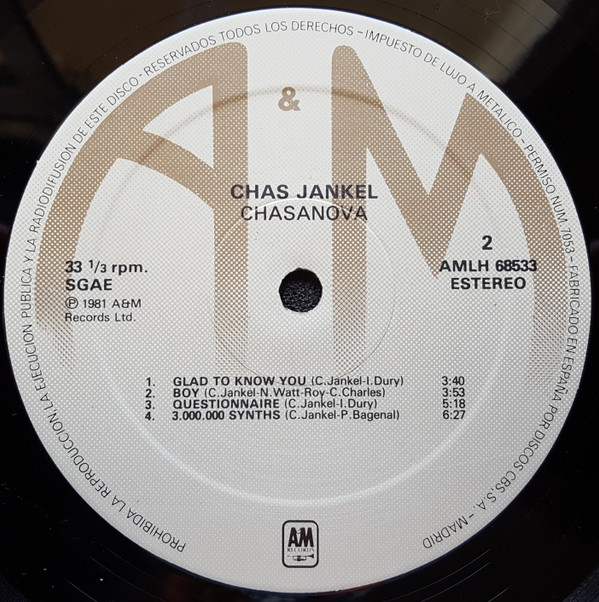 PROHIBIDA LA REPRODUCCION, LA EJECUCION PUBLICA Y LA RADIODIFUSION DE ESTE DISCO - RESERVADOS TODOS LOS DERECHOS - IMPUESTO DE LUJO A METALICO - PERMISO NUM. 7053 - FABRICADO EN ESPAÑA POR DISCOS CBS, S.A. - MADRID
A & M
CHAS JANKEL
CHASANOVA
33 1/3 rpm.
SGAE
℗ 1981 A&M
Records Ltd.
2
AMLH 68533
ESTEREO
1. GLAD TO KNOW YOU (C.Jankel-I.Dury) 3:40
2. BOY (C.Jankel-N.Watt-Roy-C.Charles) 3:53
3. QUESTIONNAIRE (C.Jankel-I.Dury) 5:18
4. 3.000.000 SYNTHS (C.Jankel-P.Bagenal) 6:27
AM
RECORDS